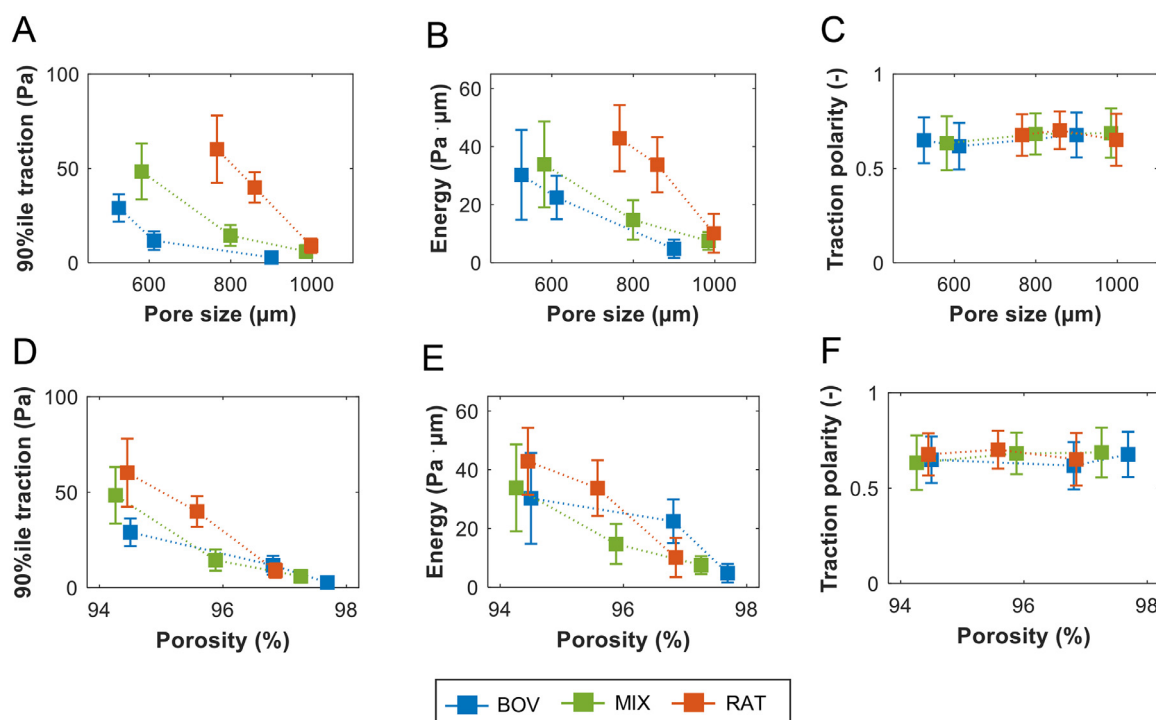 A
90%ile traction (Pa)
100
50
0
600
800
1000
Pore size (µm)
B
Energy (Pa · µm)
60
40
20
0
600
800
1000
Pore size (µm)
C
Traction polarity (-)
1
0.5
0
600
800
1000
Pore size (µm)
D
90%ile traction (Pa)
100
50
0
94
96
98
Porosity (%)
E
Energy (Pa · µm)
60
40
20
0
94
96
98
Porosity (%)
F
Traction polarity (-)
1
0.5
0
94
96
98
Porosity (%)
BOV MIX RAT